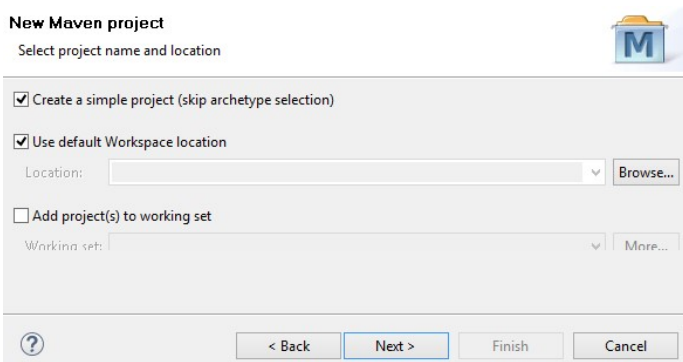 New Maven project
Select project name and location
M
Create a simple project (skip archetype selection)
Use default Workspace location
Location:
Browse...
Add project(s) to working set
Working set:
More...
?
< Back
Next >
Finish
Cancel